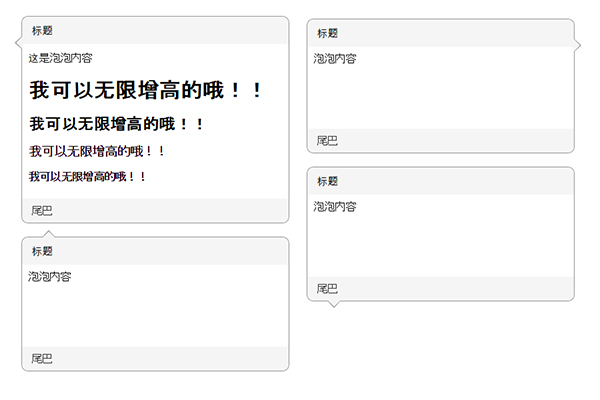 标题
这是泡泡内容
我可以无限增高的哦！！
我可以无限增高的哦！！
我可以无限增高的哦！！
我可以无限增高的哦！！
尾巴
标题
泡泡内容
尾巴
标题
泡泡内容
尾巴
标题
泡泡内容
尾巴